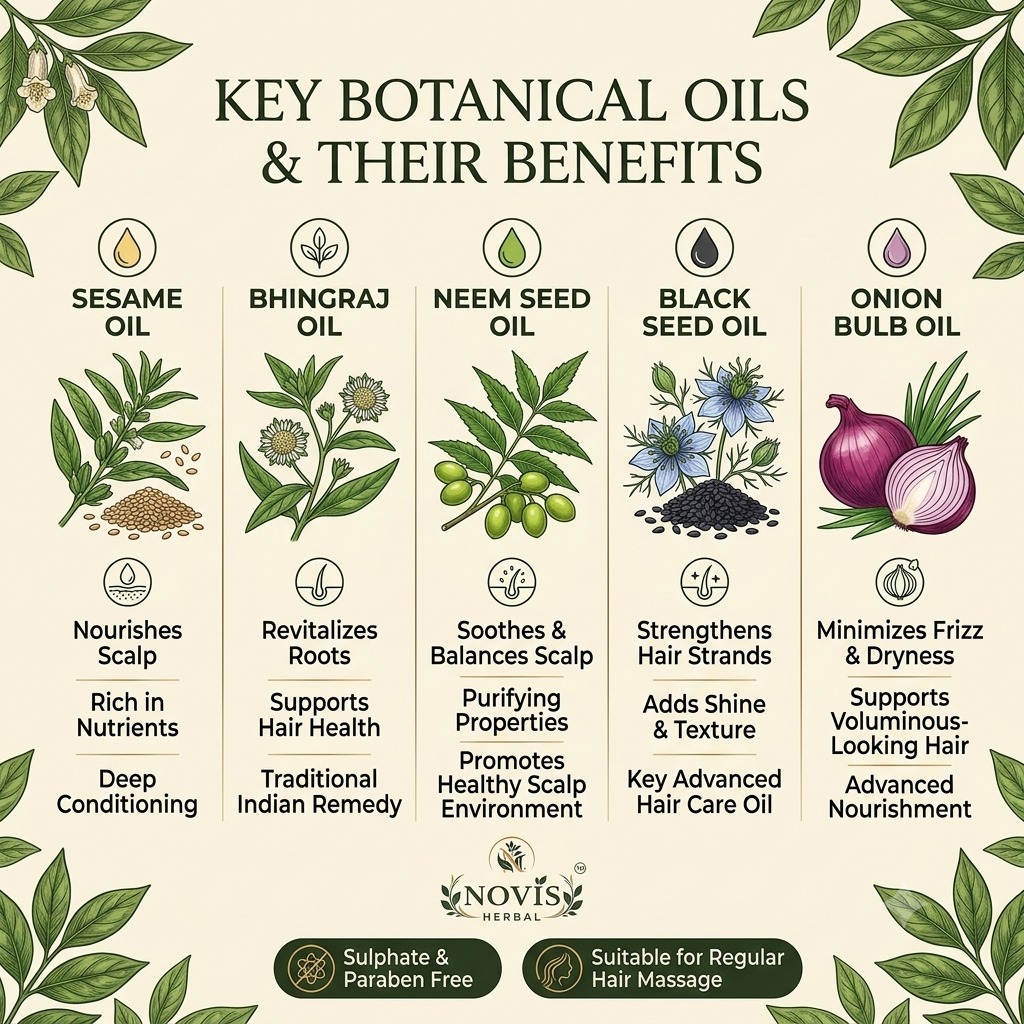 KEY BOTANICAL OILS
& THEIR BENEFITS
SESAME
OIL
Nourishes
Scalp
Rich in
Nutrients
Deep
Conditioning
BHINGRAJ
OIL
Revitalizes
Roots
Supports
Hair Health
Traditional
Indian Remedy
NEEM SEED
OIL
Soothes &
Balances Scalp
Purifying
Properties
Promotes
Healthy Scalp
Environment
BLACK
SEED OIL
Strengthens
Hair Strands
Adds Shine
& Texture
Key Advanced
Hair Care Oil
ONION
BULB OIL
Minimizes Frizz
& Dryness
Supports
Voluminous-
Looking Hair
Advanced
Nourishment
NOVIS
HERBAL
Sulphate &
Paraben Free
Suitable for Regular
Hair Massage